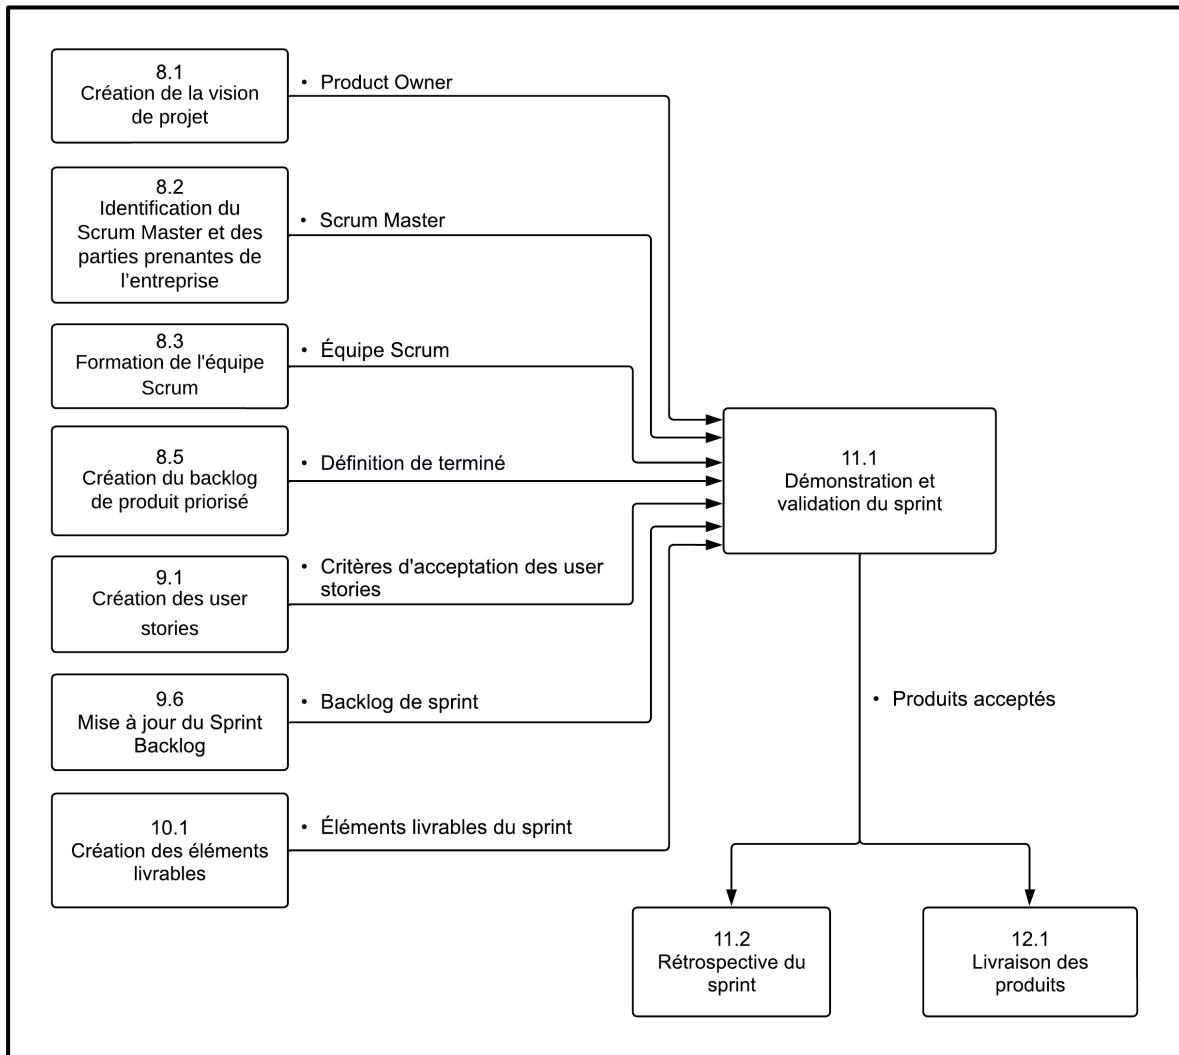 8.1
Création de la vision
de projet
• Product Owner
8.2
Identification du
Scrum Master et des
parties prenantes de
l’entreprise
• Scrum Master
8.3
Formation de l'équipe
Scrum
• Équipe Scrum
8.5
Création du backlog
de produit priorisé
• Définition de terminé
9.1
Création des user
stories
• Critères d'acceptation des user
stories
9.6
Mise à jour du Sprint
Backlog
• Backlog de sprint
10.1
Création des éléments
livrables
• Éléments livrables du sprint
11.1
Démonstration et
validation du sprint
• Produits acceptés
11.2
Rétrospective du
sprint
12.1
Livraison des
produits